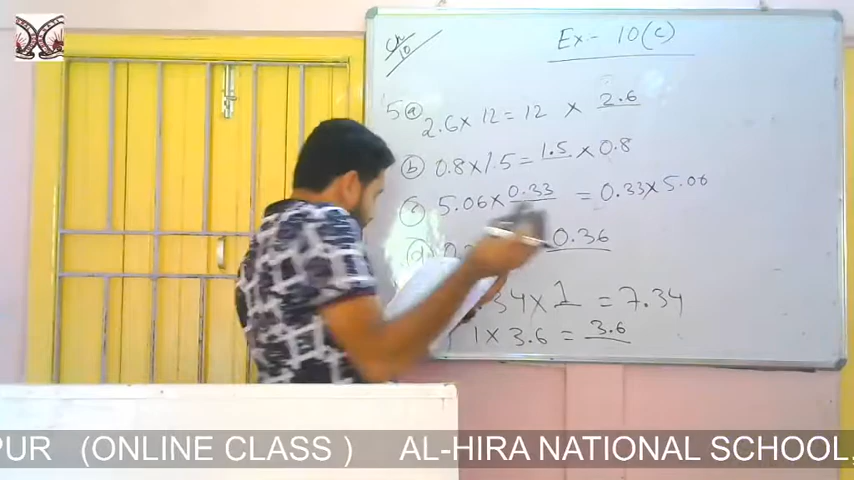 Ch 10
Ex - 10(c)
5 a 2.6 x 12 = 12 x 2.6
b 0.8 x 1.5 = 1.5 x 0.8
c 5.06 x 0.33 = 0.33 x 5.06
d 0.36
34 x 1 = 7.34
1 x 3.6 = 3.6
PUR (ONLINE CLASS ) AL-HIRA NATIONAL SCHOOL,